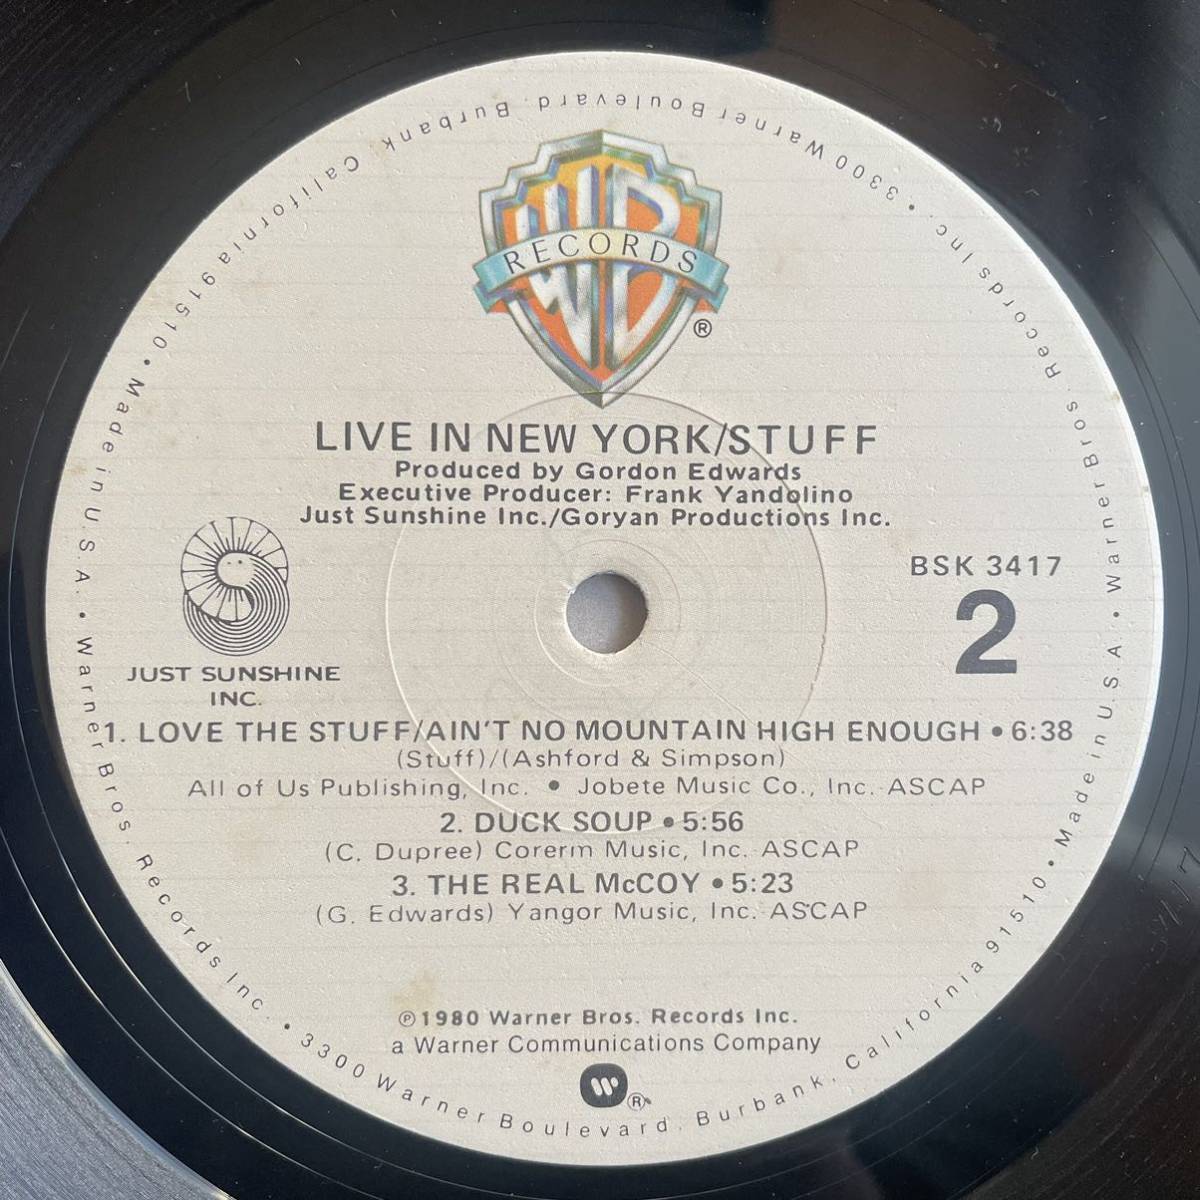 WB
RECORDS
®
LIVE IN NEW YORK/STUFF
Produced by Gordon Edwards
Executive Producer: Frank Yandolino
Just Sunshine Inc./Goryan Productions Inc.
BSK 3417
2
JUST SUNSHINE
INC.
1. LOVE THE STUFF/AIN'T NO MOUNTAIN HIGH ENOUGH • 6:38
(Stuff)/(Ashford & Simpson)
All of Us Publishing, Inc. • Jobete Music Co., Inc. ASCAP
2. DUCK SOUP • 5:56
(C. Dupree) Corerm Music, Inc. ASCAP
3. THE REAL McCOY • 5:23
(G. Edwards) Yangor Music, Inc. ASCAP
℗1980 Warner Bros. Records Inc.
a Warner Communications Company
®
Made in U.S.A. • Warner Bros. Records Inc. • 3300 Warner Boulevard, Burbank, California 91510 • Made in U.S.A. • Warner Bros. Records Inc. • 3300 Warner Boulevard, Burbank, California 91510 •